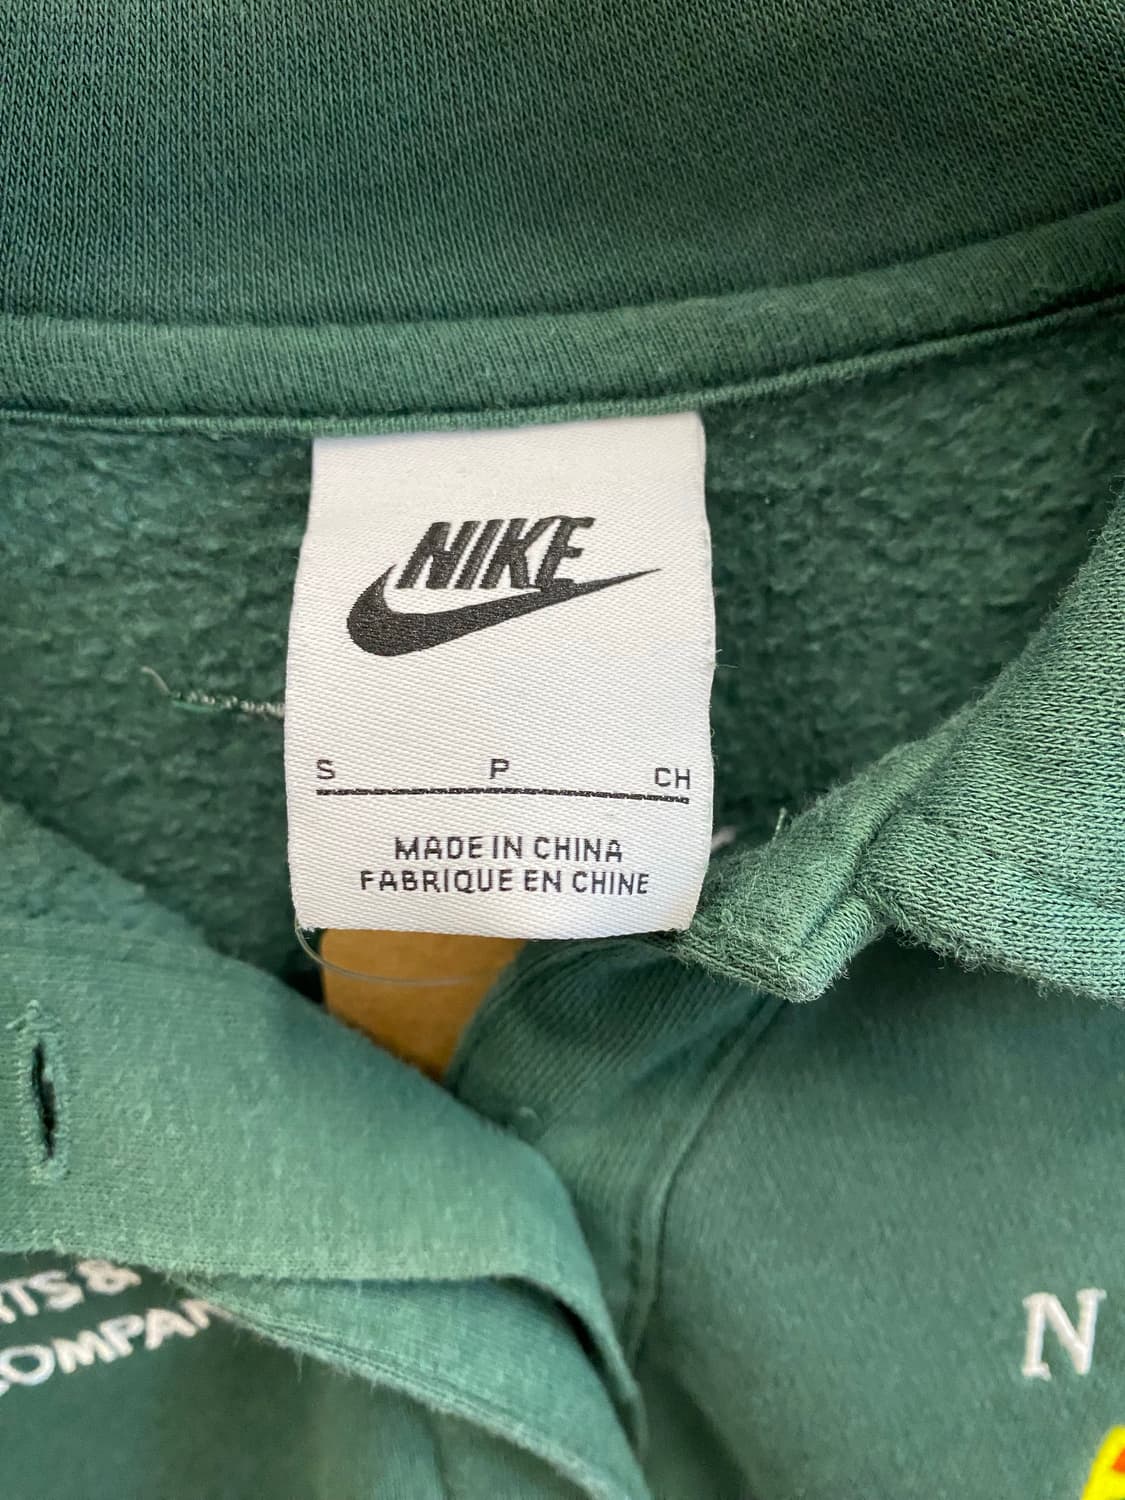 NIKE
S P CH
MADE IN CHINA
FABRIQUE EN CHINE
N